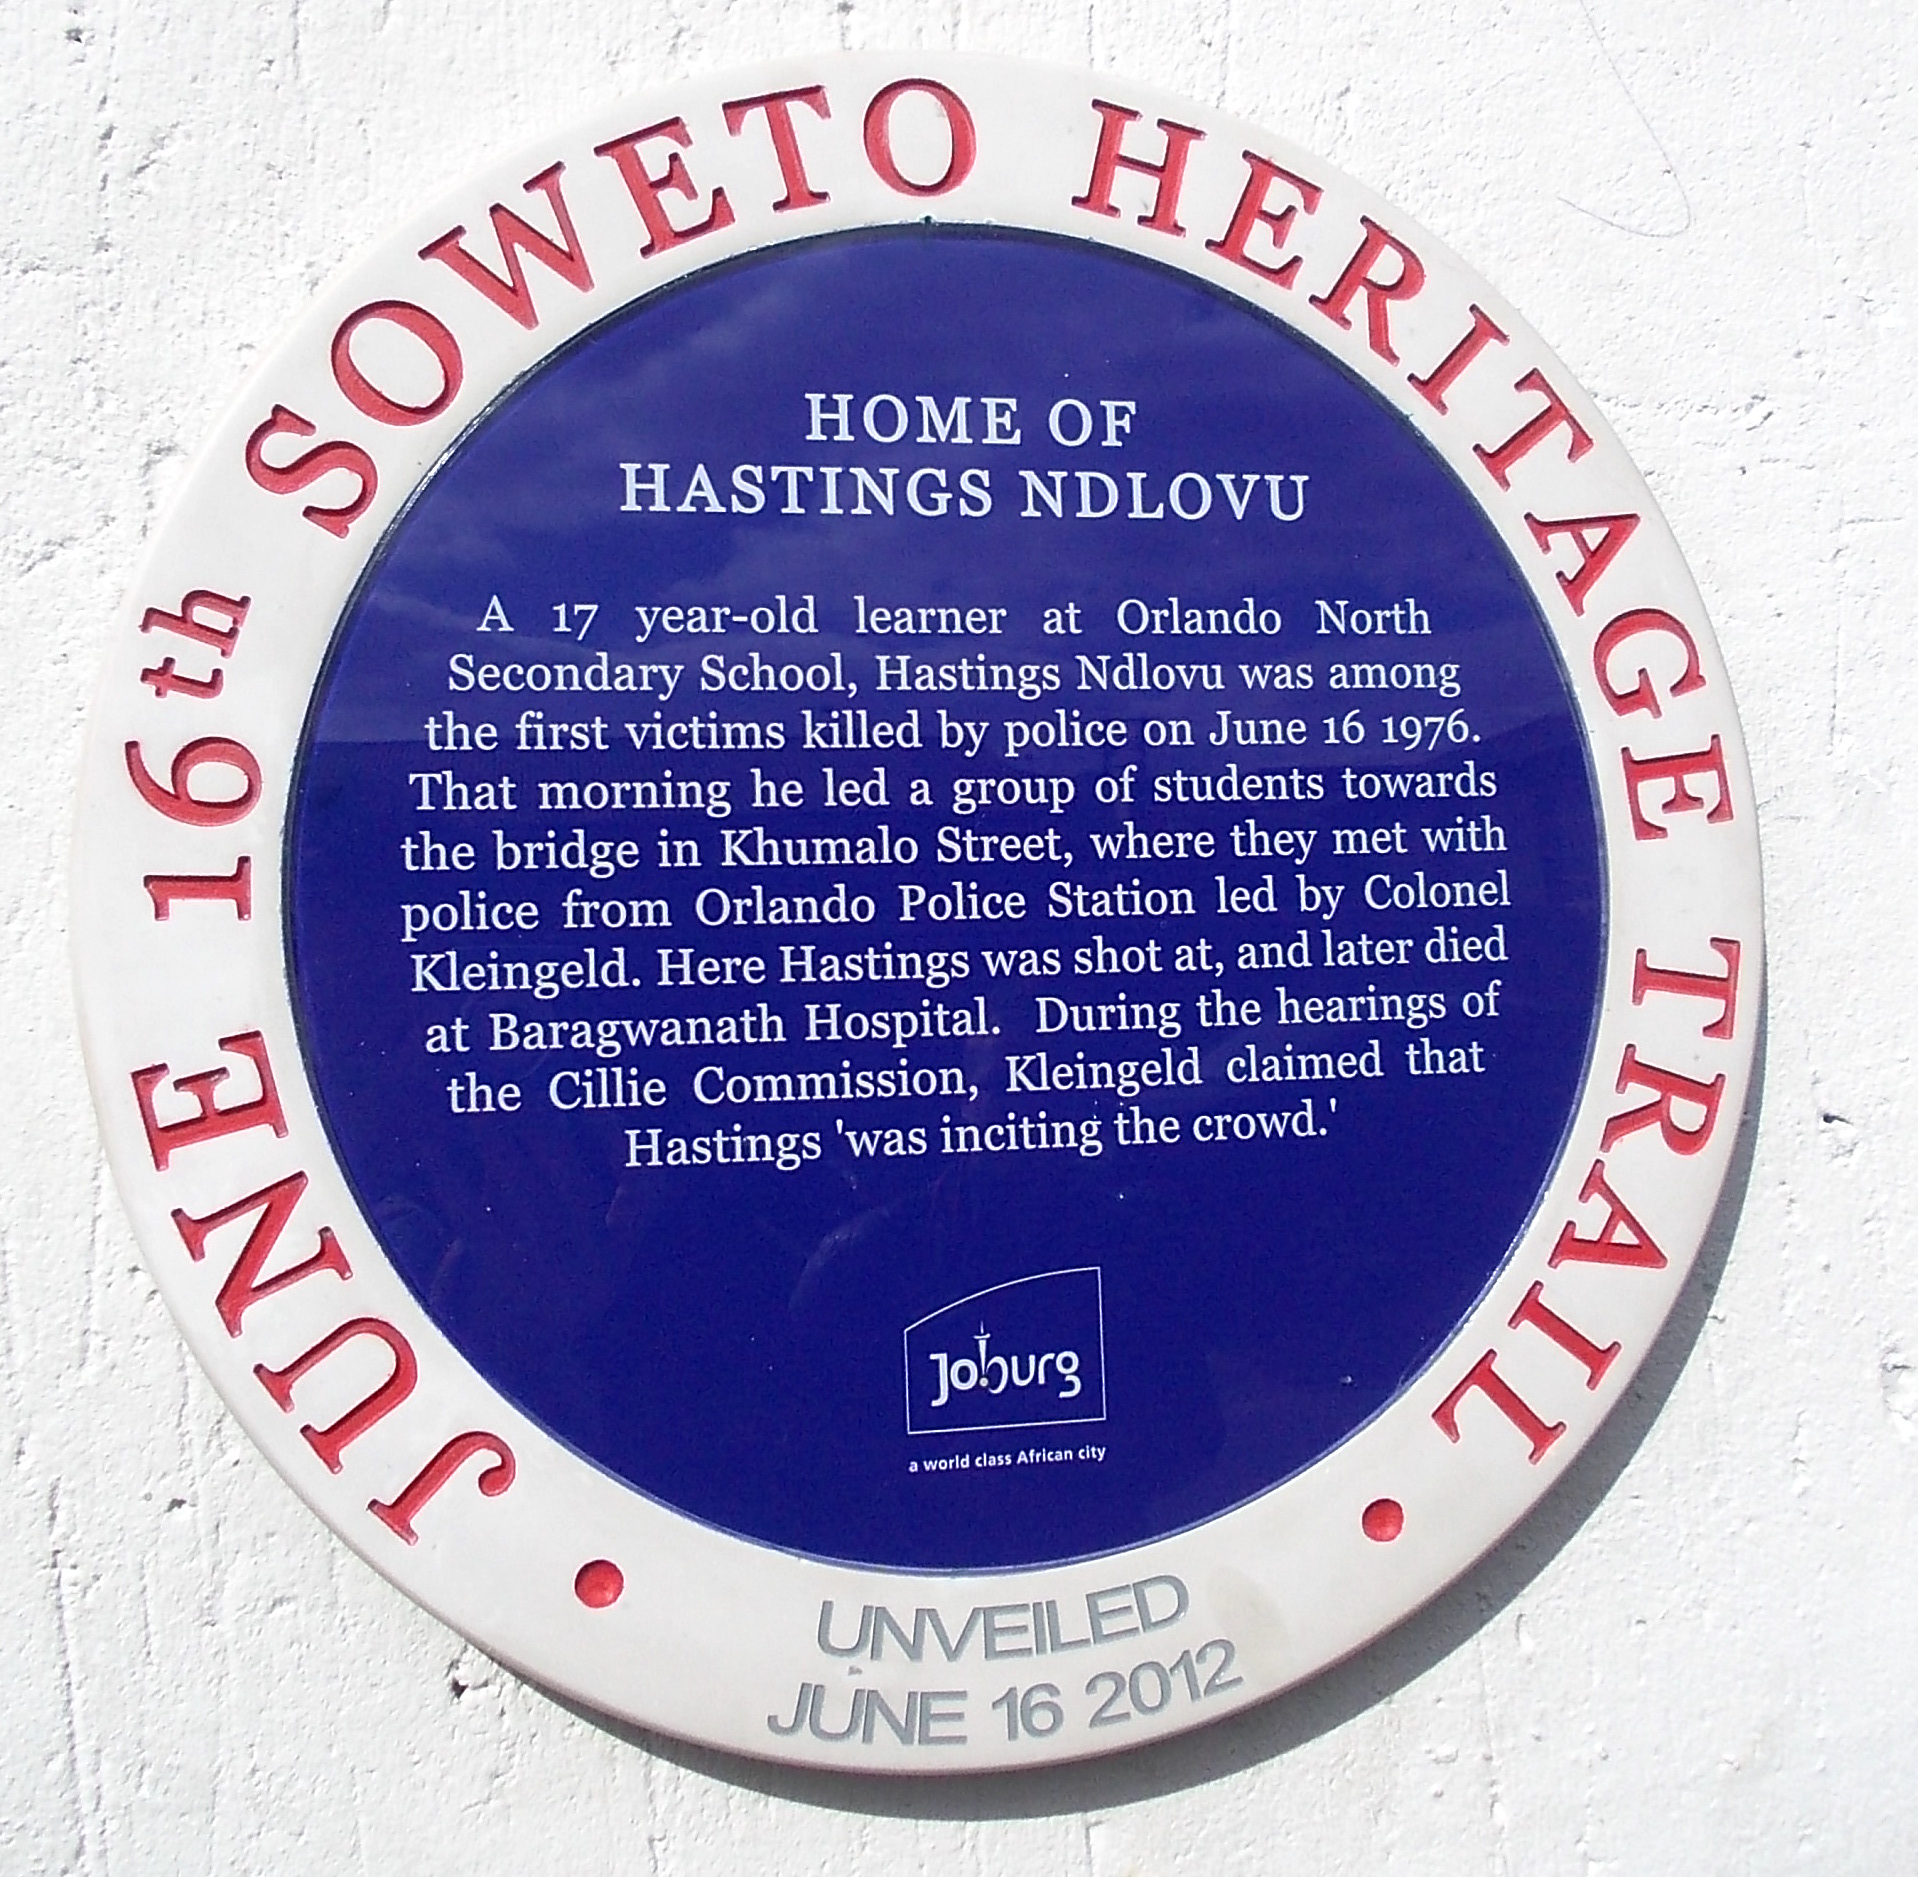 JUNE 16th SOWETO HERITAGE TRAIL
HOME OF
HASTINGS NDLOVU
A 17 year-old learner at Orlando North
Secondary School, Hastings Ndlovu was among
the first victims killed by police on June 16 1976.
That morning he led a group of students towards
the bridge in Khumalo Street, where they met with
police from Orlando Police Station led by Colonel
Kleingeld. Here Hastings was shot at, and later died
at Baragwanath Hospital. During the hearings of
the Cillie Commission, Kleingeld claimed that
Hastings 'was inciting the crowd.'
Joburg
a world class African city
UNVEILED
JUNE 16 2012